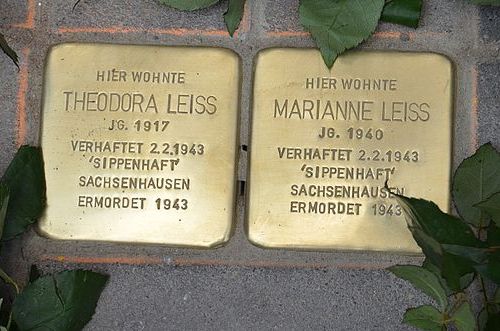 HIER WOHNTE
THEODORA LEISS
JG. 1917
VERHAFTET 2.2.1943
'SIPPENHAFT'
SACHSENHAUSEN
ERMORDET 1943
HIER WOHNTE
MARIANNE LEISS
JG. 1940
VERHAFTET 2.2.1943
'SIPPENHAFT'
SACHSENHAUSEN
ERMORDET 1943